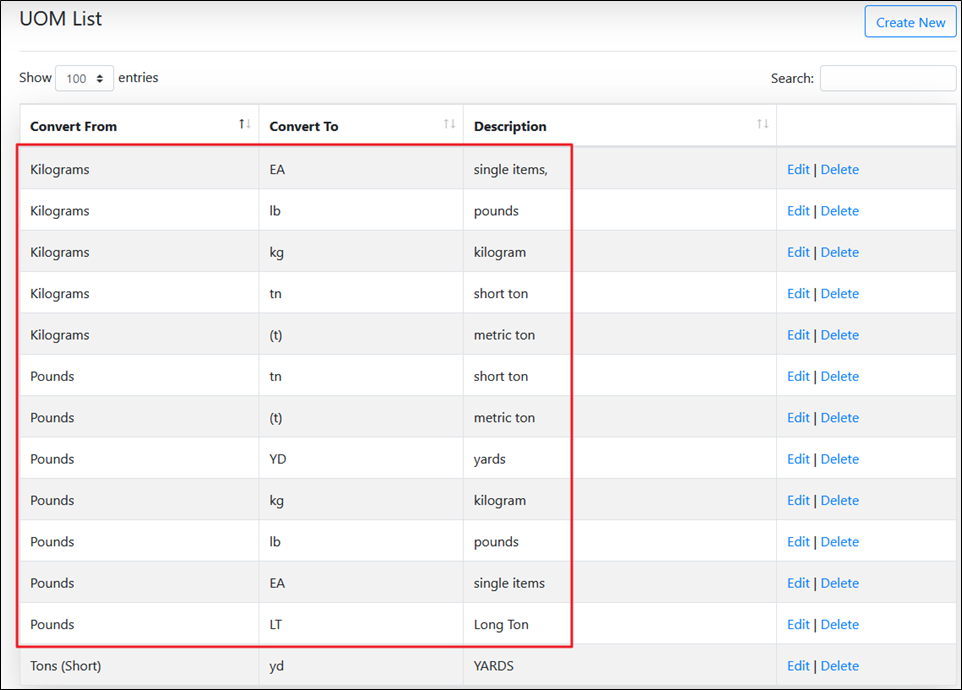 UOM List
Create New
Show 100 entries
Search:
Convert From Convert To Description
Kilograms EA single items, Edit | Delete
Kilograms lb pounds Edit | Delete
Kilograms kg kilogram Edit | Delete
Kilograms tn short ton Edit | Delete
Kilograms (t) metric ton Edit | Delete
Pounds tn short ton Edit | Delete
Pounds (t) metric ton Edit | Delete
Pounds YD yards Edit | Delete
Pounds kg kilogram Edit | Delete
Pounds lb pounds Edit | Delete
Pounds EA single items Edit | Delete
Pounds LT Long Ton Edit | Delete
Tons (Short) yd YARDS Edit | Delete